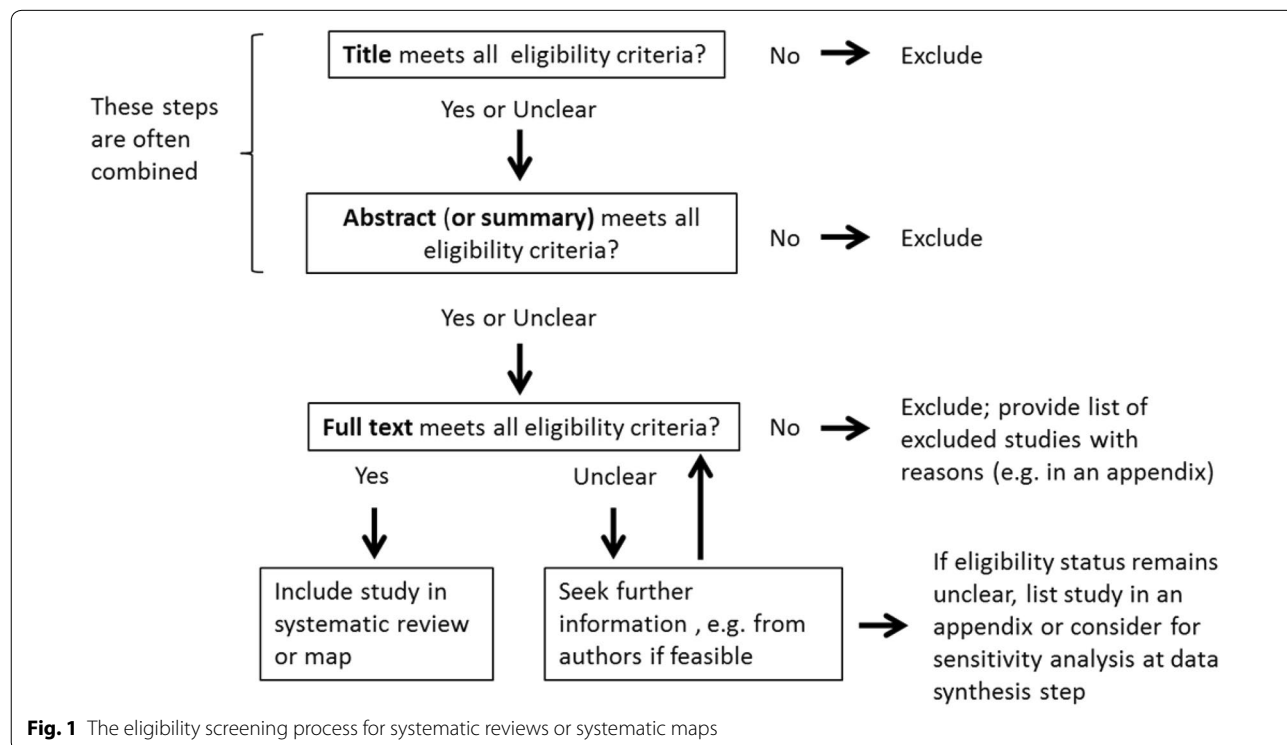 Title meets all eligibility criteria?
No
Exclude
These steps
are often
combined
Yes or Unclear
Abstract (or summary) meets all
eligibility criteria?
No
Exclude
Yes or Unclear
Full text meets all eligibility criteria?
No
Exclude; provide list of
excluded studies with
reasons (e.g. in an appendix)
Yes
Unclear
Include study in
systematic review
or map
Seek further
information , e.g. from
authors if feasible
If eligibility status remains
unclear, list study in an
appendix or consider for
sensitivity analysis at data
synthesis step
Fig. 1 The eligibility screening process for systematic reviews or systematic maps